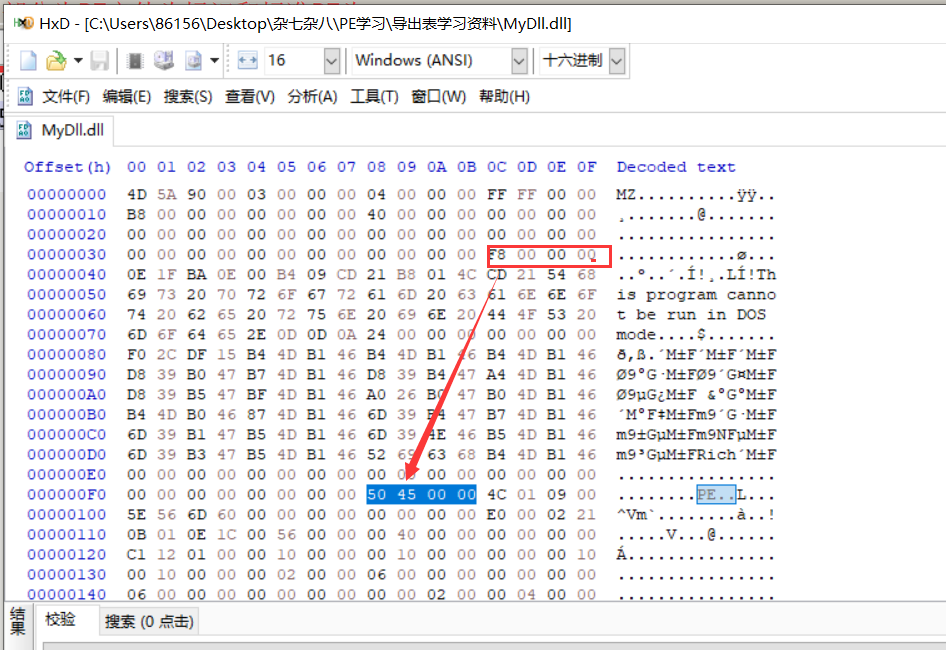 HxD - [C:\Users\86156\Desktop\杂七杂八\PE学习\导出表学习资料\MyDll.dll]
16 Windows (ANSI) 十六进制
文件(F) 编辑(E) 搜索(S) 查看(V) 分析(A) 工具(T) 窗口(W) 帮助(H)
MyDll.dll
Offset(h) 00 01 02 03 04 05 06 07 08 09 0A 0B 0C 0D 0E 0F Decoded text
00000000 4D 5A 90 00 03 00 00 00 04 00 00 00 FF FF 00 00 MZ..........ÿÿ..
00000010 B8 00 00 00 00 00 00 00 40 00 00 00 00 00 00 00 ¸.......@.......
00000020 00 00 00 00 00 00 00 00 00 00 00 00 00 00 00 00 ................
00000030 00 00 00 00 00 00 00 00 00 00 00 00 F8 00 00 00 ............ø...
00000040 0E 1F BA 0E 00 B4 09 CD 21 B8 01 4C CD 21 54 68 ..º..´.Í!¸.LÍ!Th
00000050 69 73 20 70 72 6F 67 72 61 6D 20 63 61 6E 6E 6F is program canno
00000060 74 20 62 65 20 72 75 6E 20 69 6E 20 44 4F 53 20 t be run in DOS
00000070 6D 6F 64 65 2E 0D 0D 0A 24 00 00 00 00 00 00 00 mode....$.......
00000080 F0 2C DF 15 B4 4D B1 46 B4 4D B1 46 B4 4D B1 46 ð,ß.´M±F´M±F´M±F
00000090 D8 39 B0 47 B7 4D B1 46 D8 39 B4 47 A4 4D B1 46 Ø9°G·M±FØ9´G¤M±F
000000A0 D8 39 B5 47 BF 4D B1 46 A0 26 B0 47 B0 4D B1 46 Ø9µG¿M±F &°G°M±F
000000B0 B4 4D B0 46 87 4D B1 46 6D 39 B4 47 B7 4D B1 46 ´M°F‡M±Fm9´G·M±F
000000C0 6D 39 B1 47 B5 4D B1 46 6D 39 4E 46 B5 4D B1 46 m9±GµM±Fm9NFµM±F
000000D0 6D 39 B3 47 B5 4D B1 46 52 69 63 68 B4 4D B1 46 m9³GµM±FRich´M±F
000000E0 00 00 00 00 00 00 00 00 00 00 00 00 00 00 00 00 ................
000000F0 00 00 00 00 00 00 00 00 50 45 00 00 4C 01 09 00 ........PE..L...
00000100 5E 56 6D 60 00 00 00 00 00 00 00 00 E0 00 02 21 ^Vm`........à..!
00000110 0B 01 0E 1C 00 56 00 00 00 40 00 00 00 00 00 00 .....V...@......
00000120 C1 12 01 00 00 10 00 00 00 10 00 00 00 00 00 10 Á...............
00000130 00 10 00 00 00 02 00 00 06 00 00 00 00 00 00 00 ................
00000140 06 00 00 00 00 00 00 00 00 00 02 00 00 04 00 00 ................
结果 校验 搜索 (0 点击)